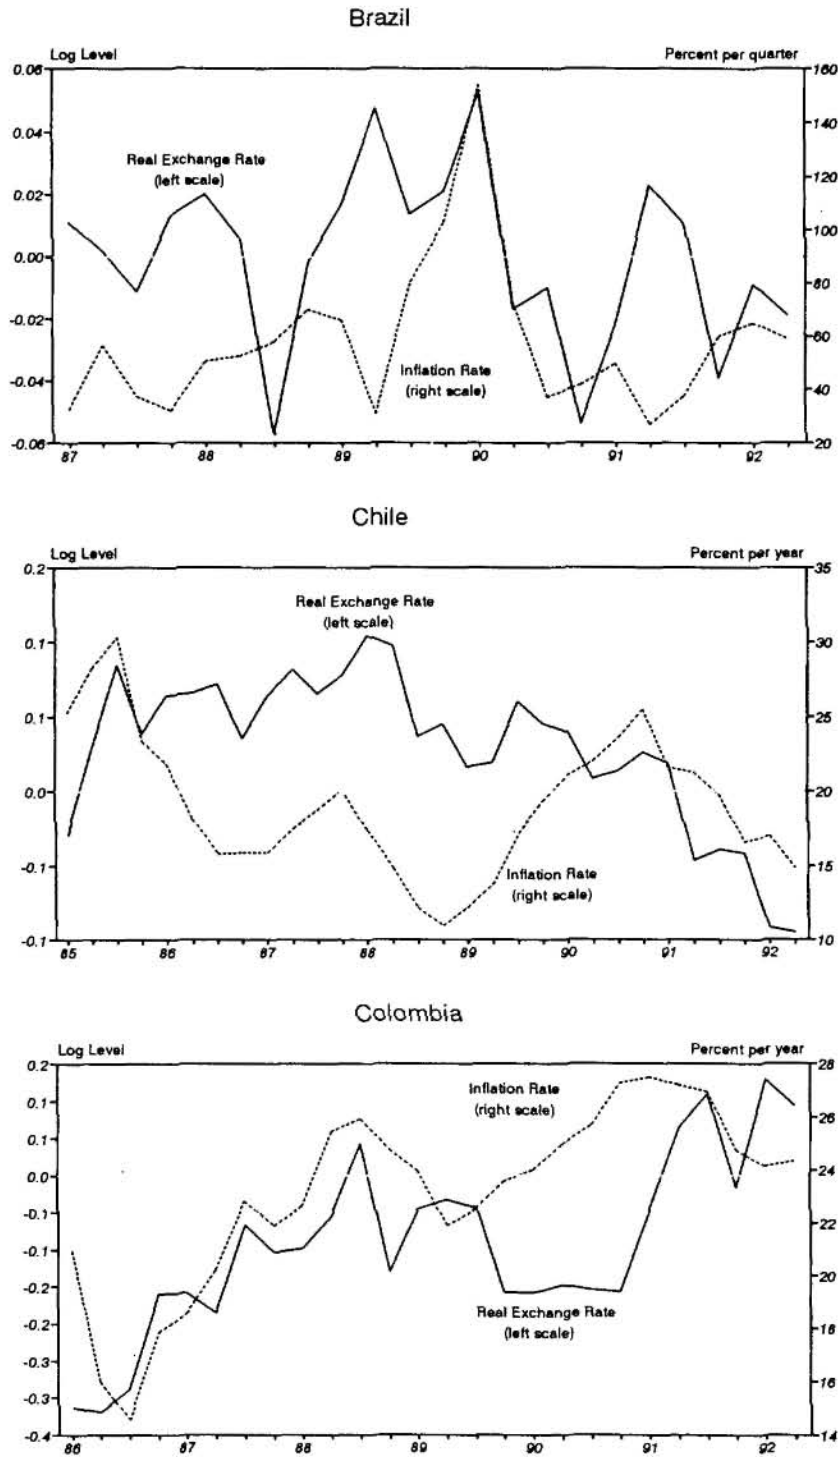 Brazil
Log Level Percent per quarter
0.06 160
0.04 140
120
0.02 100
0.00 80
-0.02 60
-0.04 40
-0.06 20
Real Exchange Rate
(left scale)
Inflation Rate
(right scale)
87 88 89 90 91 92
Chile
Log Level Percent per year
0.2 35
0.1 30
0.1 25
0.0 20
-0.1 15
-0.1 10
Real Exchange Rate
(left scale)
Inflation Rate
(right scale)
85 86 87 88 89 90 91 92
Colombia
Log Level Percent per year
0.2 28
0.1 26
0.1
0.0 24
-0.1 22
-0.1
-0.2 20
-0.2 18
-0.3 16
-0.3
-0.4 14
Inflation Rate
(right scale)
Real Exchange Rate
(left scale)
86 87 88 89 90 91 92